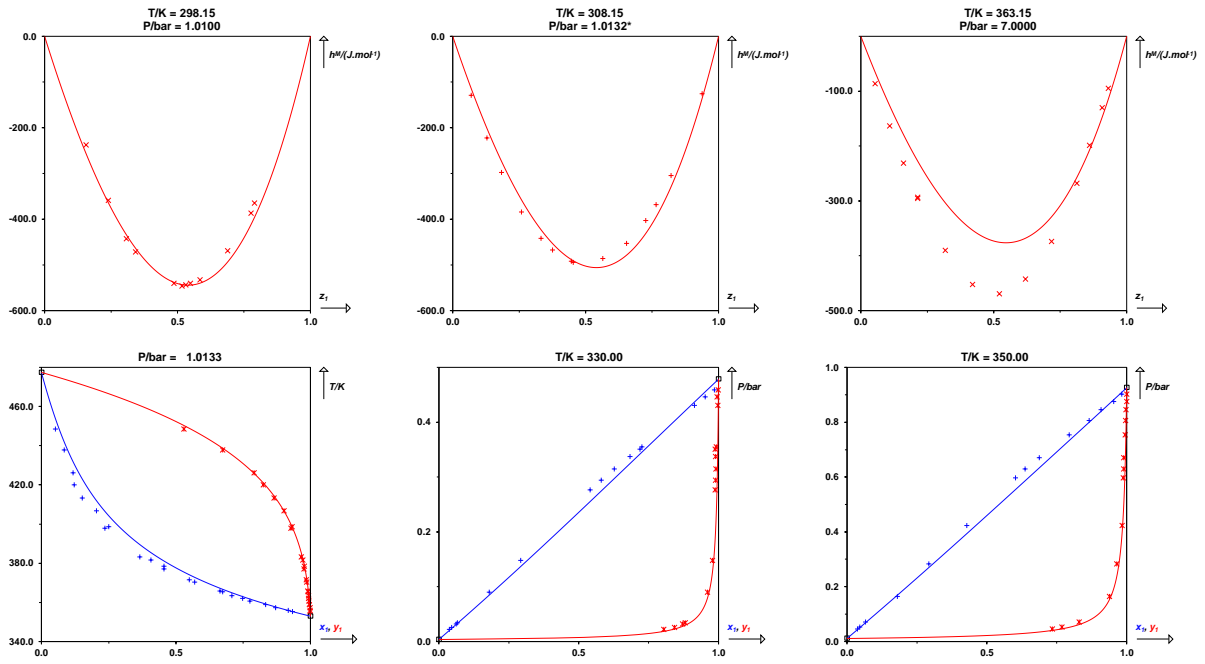 T/K = 298.15
P/bar = 1.0100
0.0
-200.0
-400.0
-600.0
0.0
0.5
1.0
hᴹ/(J.mol-1)
z₁
T/K = 308.15
P/bar = 1.0132*
0.0
-200.0
-400.0
-600.0
0.0
0.5
1.0
hᴹ/(J.mol-1)
z₁
T/K = 363.15
P/bar = 7.0000
-100.0
-300.0
-500.0
0.0
0.5
1.0
hᴹ/(J.mol-1)
z₁
P/bar = 1.0133
460.0
420.0
380.0
340.0
0.0
0.5
1.0
T/K
x₁, y₁
T/K = 330.00
0.4
0.2
0.0
0.0
0.5
1.0
P/bar
x₁, y₁
T/K = 350.00
1.0
0.8
0.6
0.4
0.2
0.0
0.0
0.5
1.0
P/bar
x₁, y₁